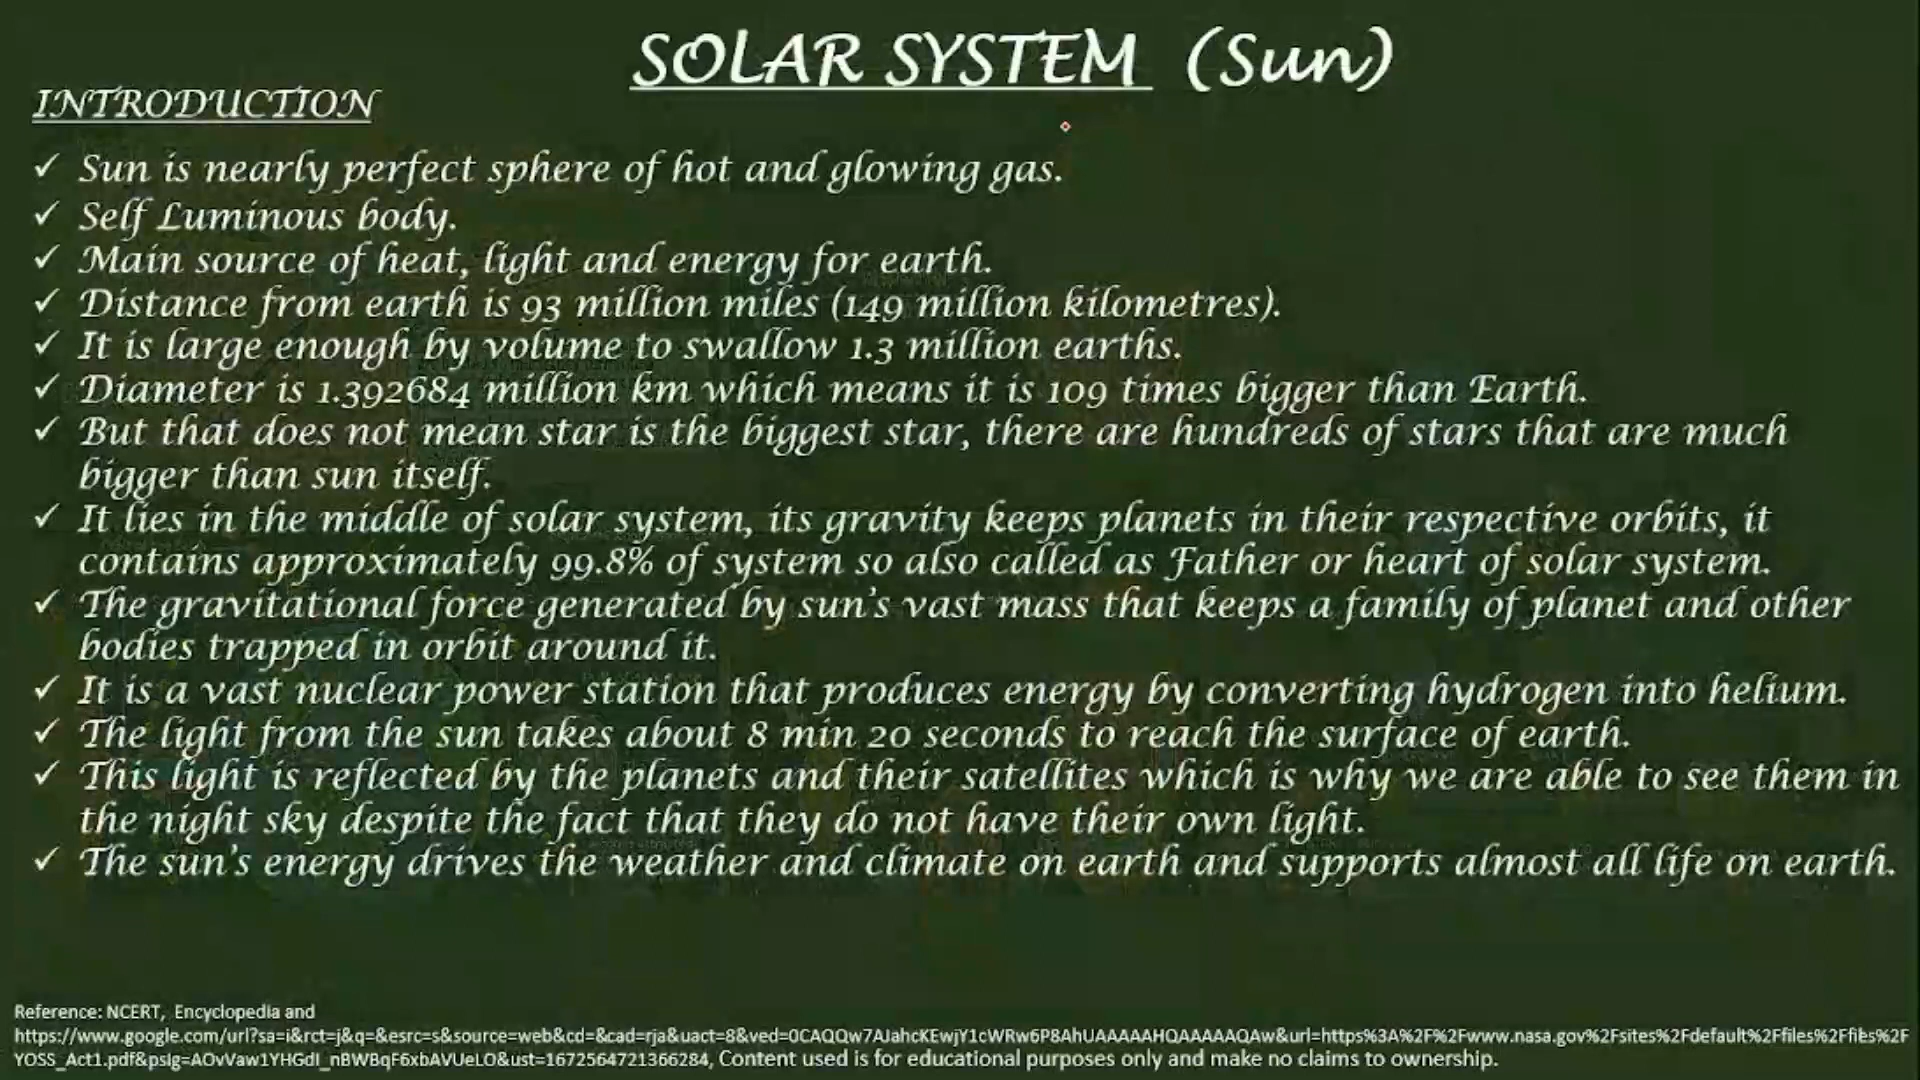 SOLAR SYSTEM (Sun)
INTRODUCTION
✓ Sun is nearly perfect sphere of hot and glowing gas.
✓ Self Luminous body.
✓ Main source of heat, light and energy for earth.
✓ Distance from earth is 93 million miles (149 million kilometres).
✓ It is large enough by volume to swallow 1.3 million earths.
✓ Diameter is 1.392684 million km which means it is 109 times bigger than Earth.
✓ But that does not mean star is the biggest star, there are hundreds of stars that are much
bigger than sun itself.
✓ It lies in the middle of solar system, its gravity keeps planets in their respective orbits, it
contains approximately 99.8% of system so also called as Father or heart of solar system.
✓ The gravitational force generated by sun's vast mass that keeps a family of planet and other
bodies trapped in orbit around it.
✓ It is a vast nuclear power station that produces energy by converting hydrogen into helium.
✓ The light from the sun takes about 8 min 20 seconds to reach the surface of earth.
✓ This light is reflected by the planets and their satellites which is why we are able to see them in
the night sky despite the fact that they do not have their own light.
✓ The sun's energy drives the weather and climate on earth and supports almost all life on earth.
Reference: NCERT, Encyclopedia and
https://www.google.com/url?sa=i&rct=j&q=&esrc=s&source=web&cd=&cad=rja&uact=8&ved=0CAQQw7AJahcKEwjY1cWRw6P8AhUAAAAAHQAAAAAQAw&url=https%3A%2F%2Fwww.nasa.gov%2Fsites%2Fdefault%2Ffiles%2Ffiles%2F
YOSS_Act1.pdf&psig=AOvVaw1YHGdI_nBWBqF6xbAVUeLO&ust=1672564721366284, Content used is for educational purposes only and make no claims to ownership.